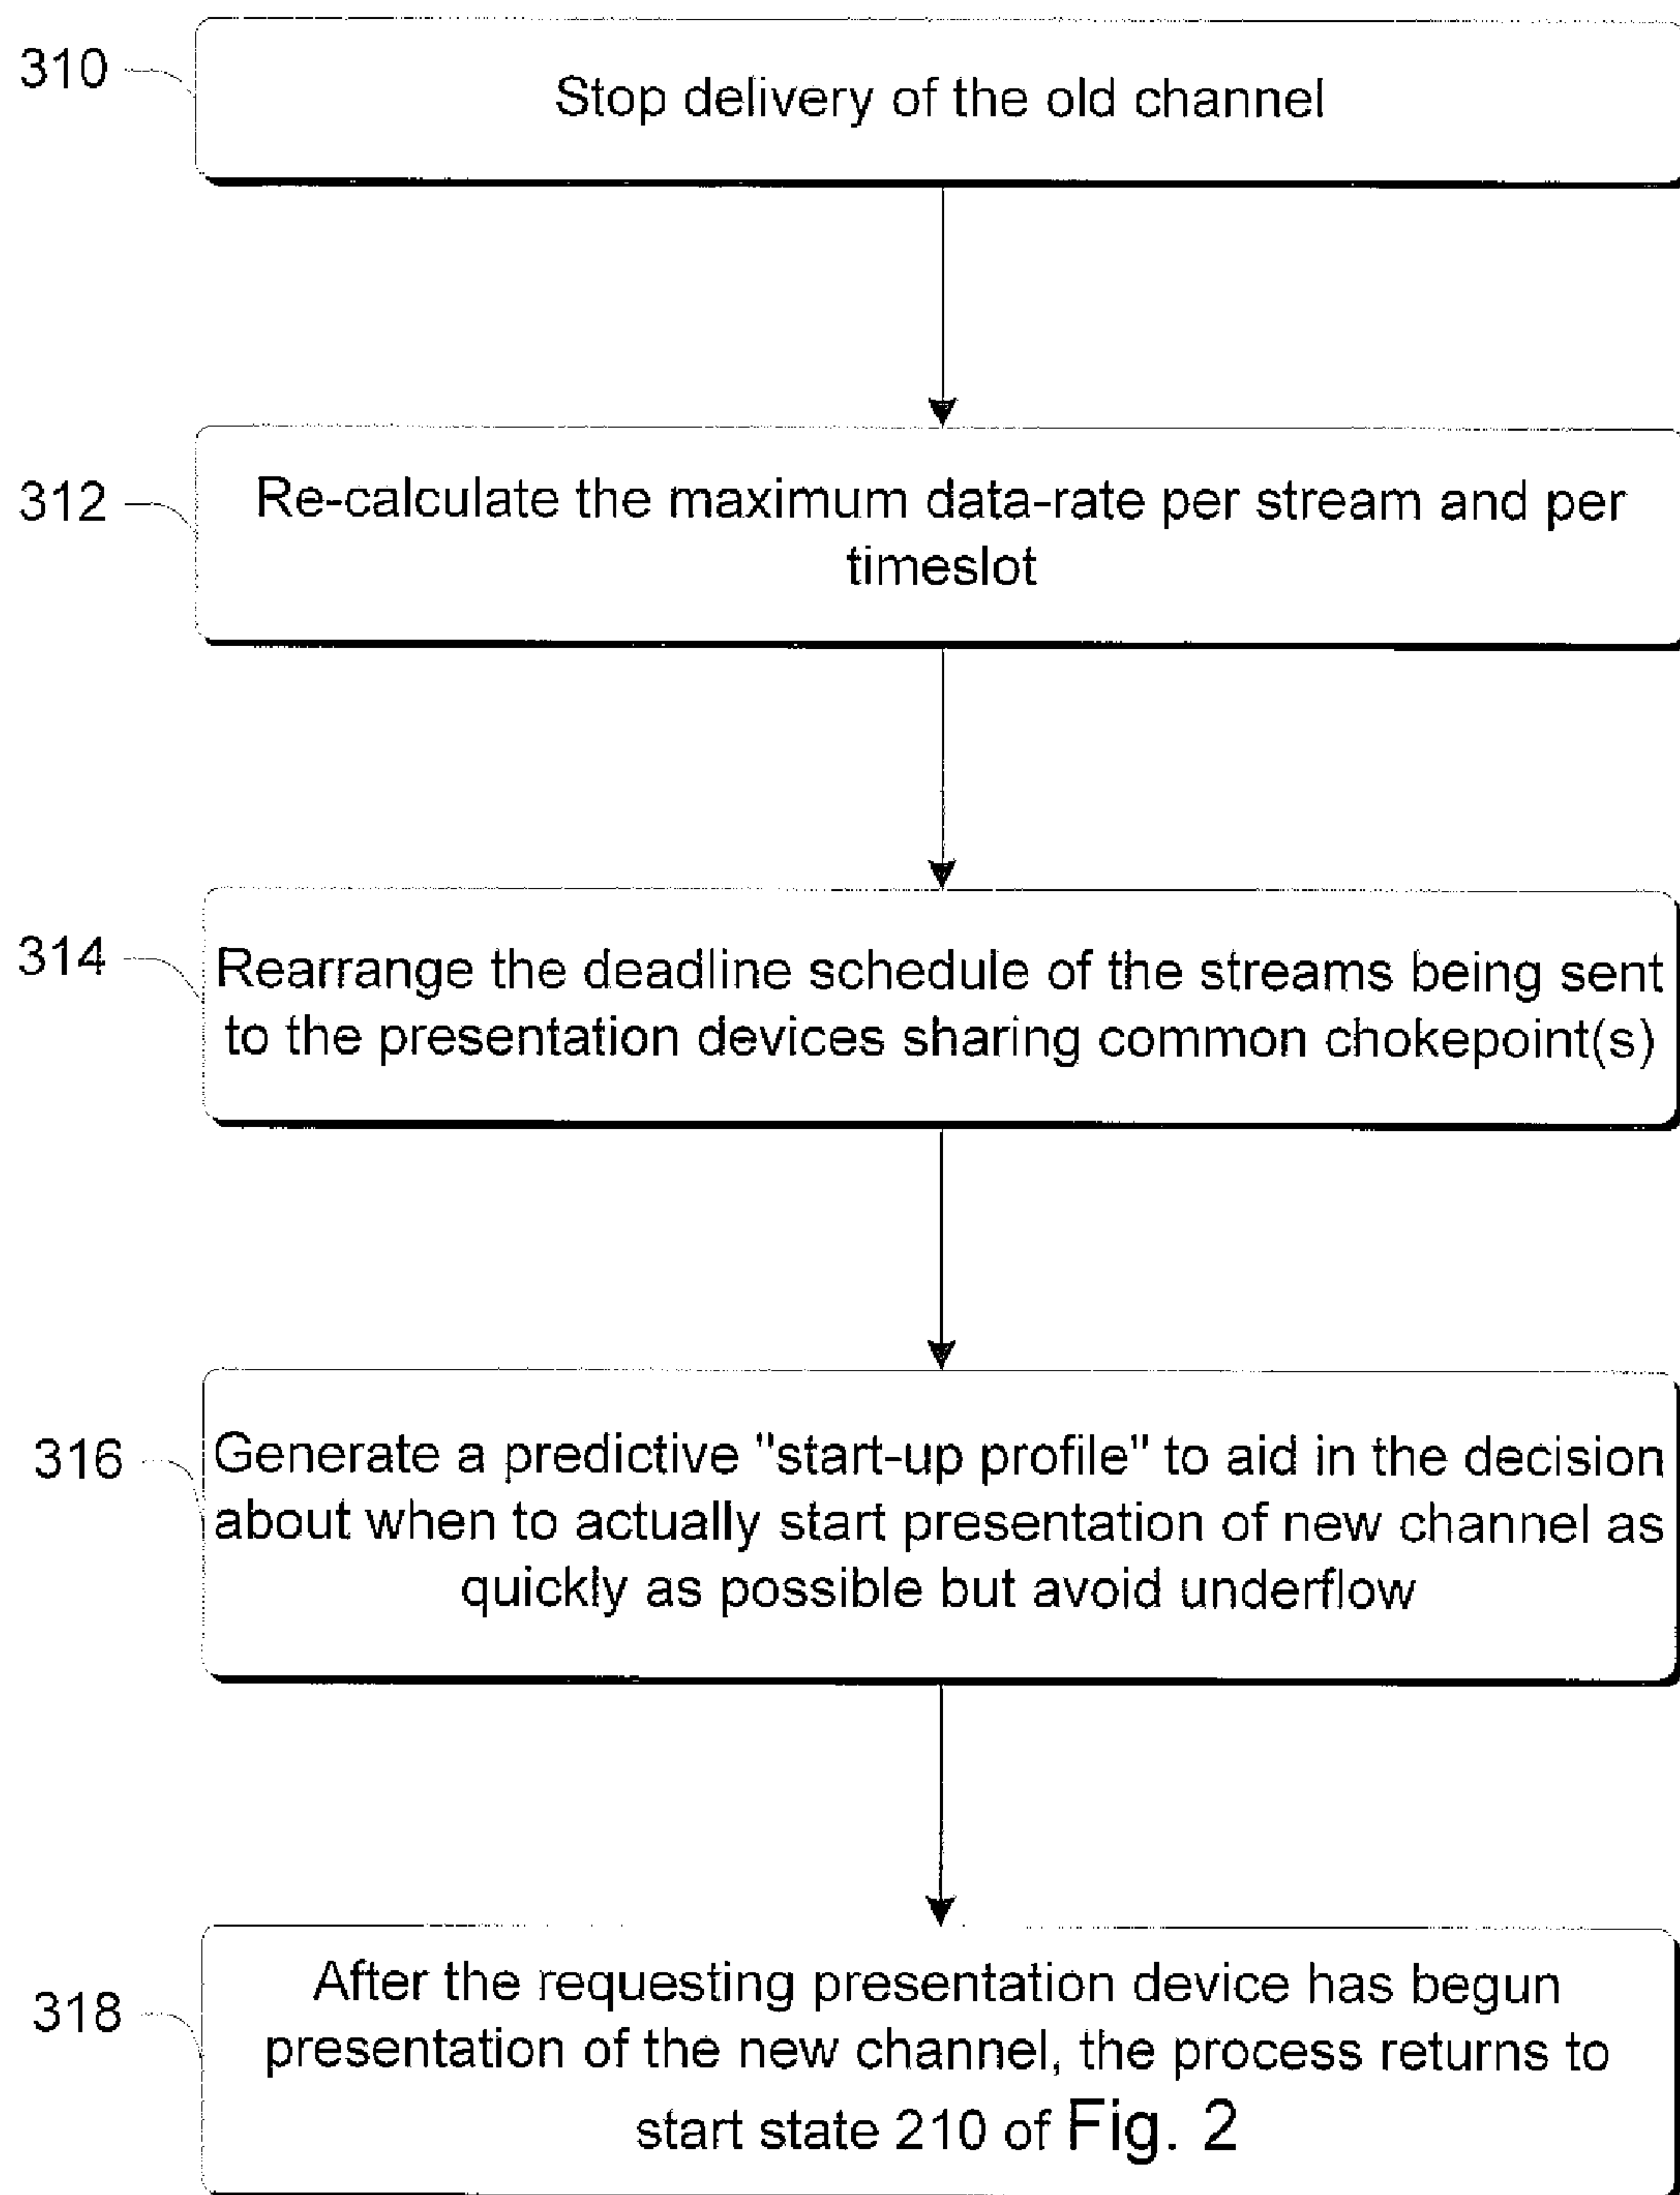 310
Stop delivery of the old channel
312
Re-calculate the maximum data-rate per stream and per
timeslot
314
Rearrange the deadline schedule of the streams being sent
to the presentation devices sharing common chokepoint(s)
316
Generate a predictive "start-up profile" to aid in the decision
about when to actually start presentation of new channel as
quickly as possible but avoid underflow
318
After the requesting presentation device has begun
presentation of the new channel, the process returns to
start state 210 of Fig. 2